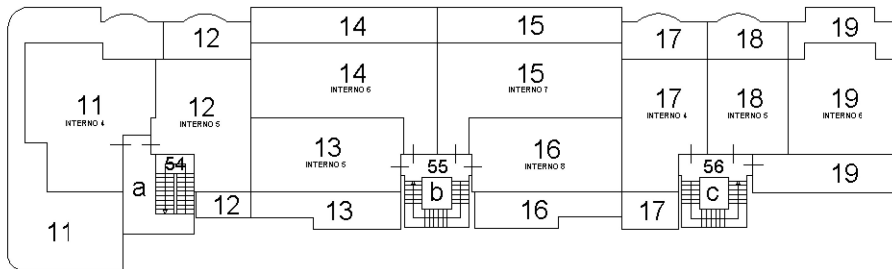 12
14
15
17
18
19
11
INTERNO 4
12
INTERNO 5
14
INTERNO 6
15
INTERNO 7
17
INTERNO 4
18
INTERNO 5
19
INTERNO 6
13
INTERNO 5
16
INTERNO 8
54
55
56
a
b
c
19
11
12
13
16
17